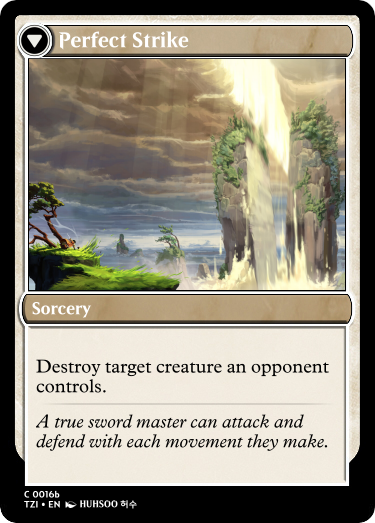 Perfect Strike
Sorcery
Destroy target creature an opponent
controls.
A true sword master can attack and
defend with each movement they make.
C 0016b
TZI • EN HUHSOO 허수